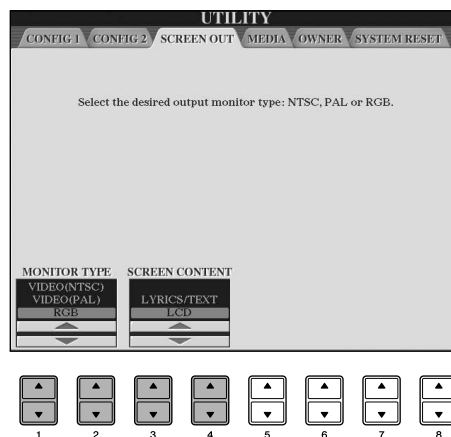 UTILITY
CONFIG 1 CONFIG 2 SCREEN OUT MEDIA OWNER SYSTEM RESET
Select the desired output monitor type: NTSC, PAL or RGB.
MONITOR TYPE SCREEN CONTENT
VIDEO(NTSC)
VIDEO(PAL) LYRICS/TEXT
RGB LCD
1 2 3 4 5 6 7 8